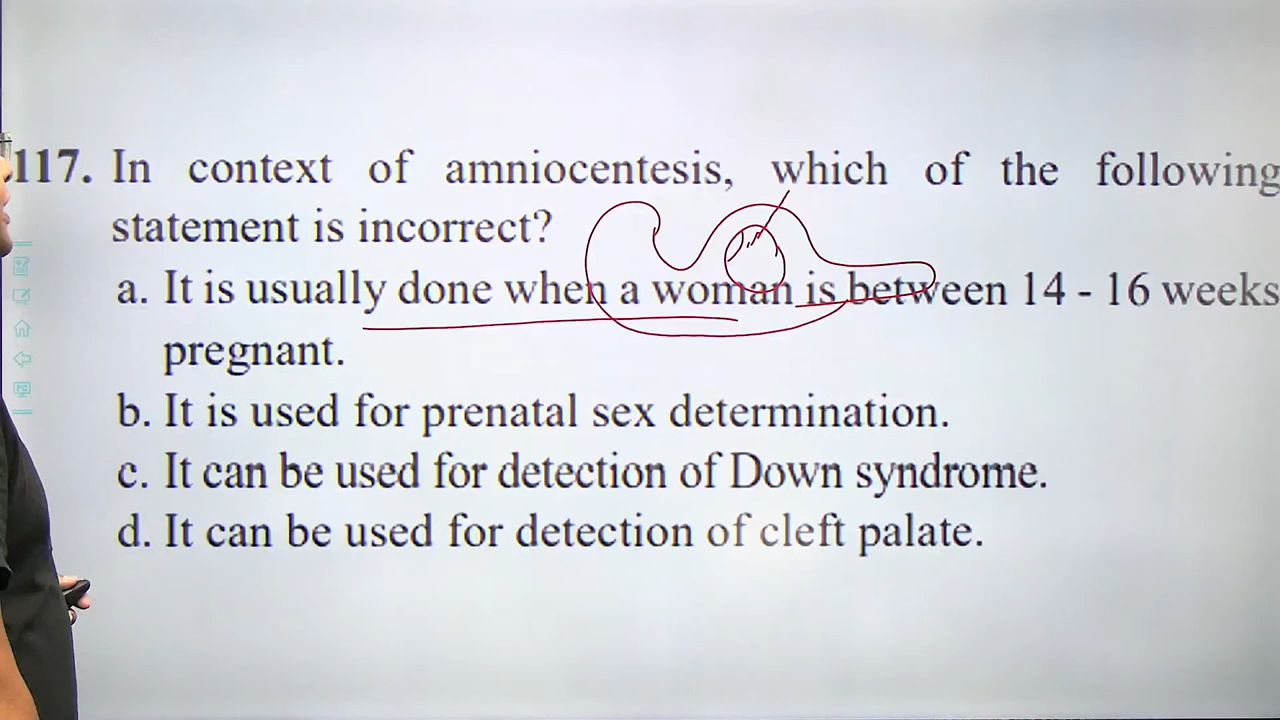 117. In context of amniocentesis, which of the following
statement is incorrect?
a. It is usually done when a woman is between 14 - 16 weeks
pregnant.
b. It is used for prenatal sex determination.
c. It can be used for detection of Down syndrome.
d. It can be used for detection of cleft palate.